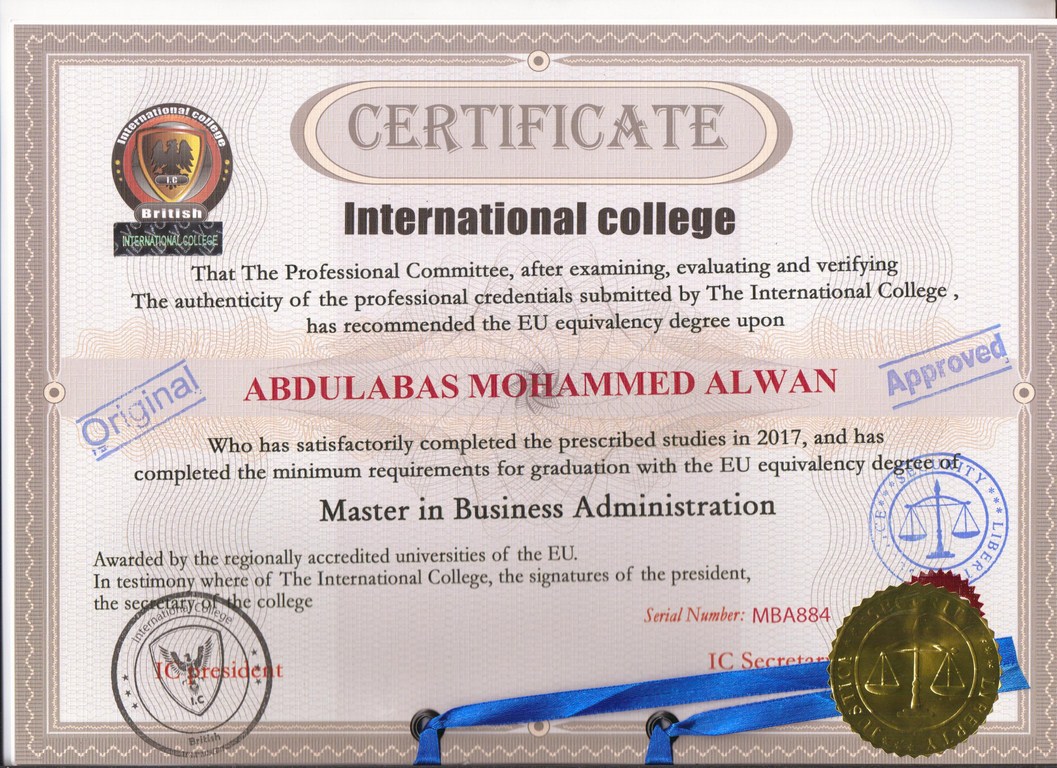 CERTIFICATE
International college
I.C
British
INTERNATIONAL COLLEGE
International college
That The Professional Committee, after examining, evaluating and verifying
The authenticity of the professional credentials submitted by The International College ,
has recommended the EU equivalency degree upon
Original
ABDULABAS MOHAMMED ALWAN
Approved
Who has satisfactorily completed the prescribed studies in 2017, and has
completed the minimum requirements for graduation with the EU equivalency degree of
Master in Business Administration
SECURITY
LIBERT
Awarded by the regionally accredited universities of the EU.
In testimony where of The International College, the signatures of the president,
the secretary of the college
Serial Number: MBA884
International College
IC president
I.C
British
IC Secretar